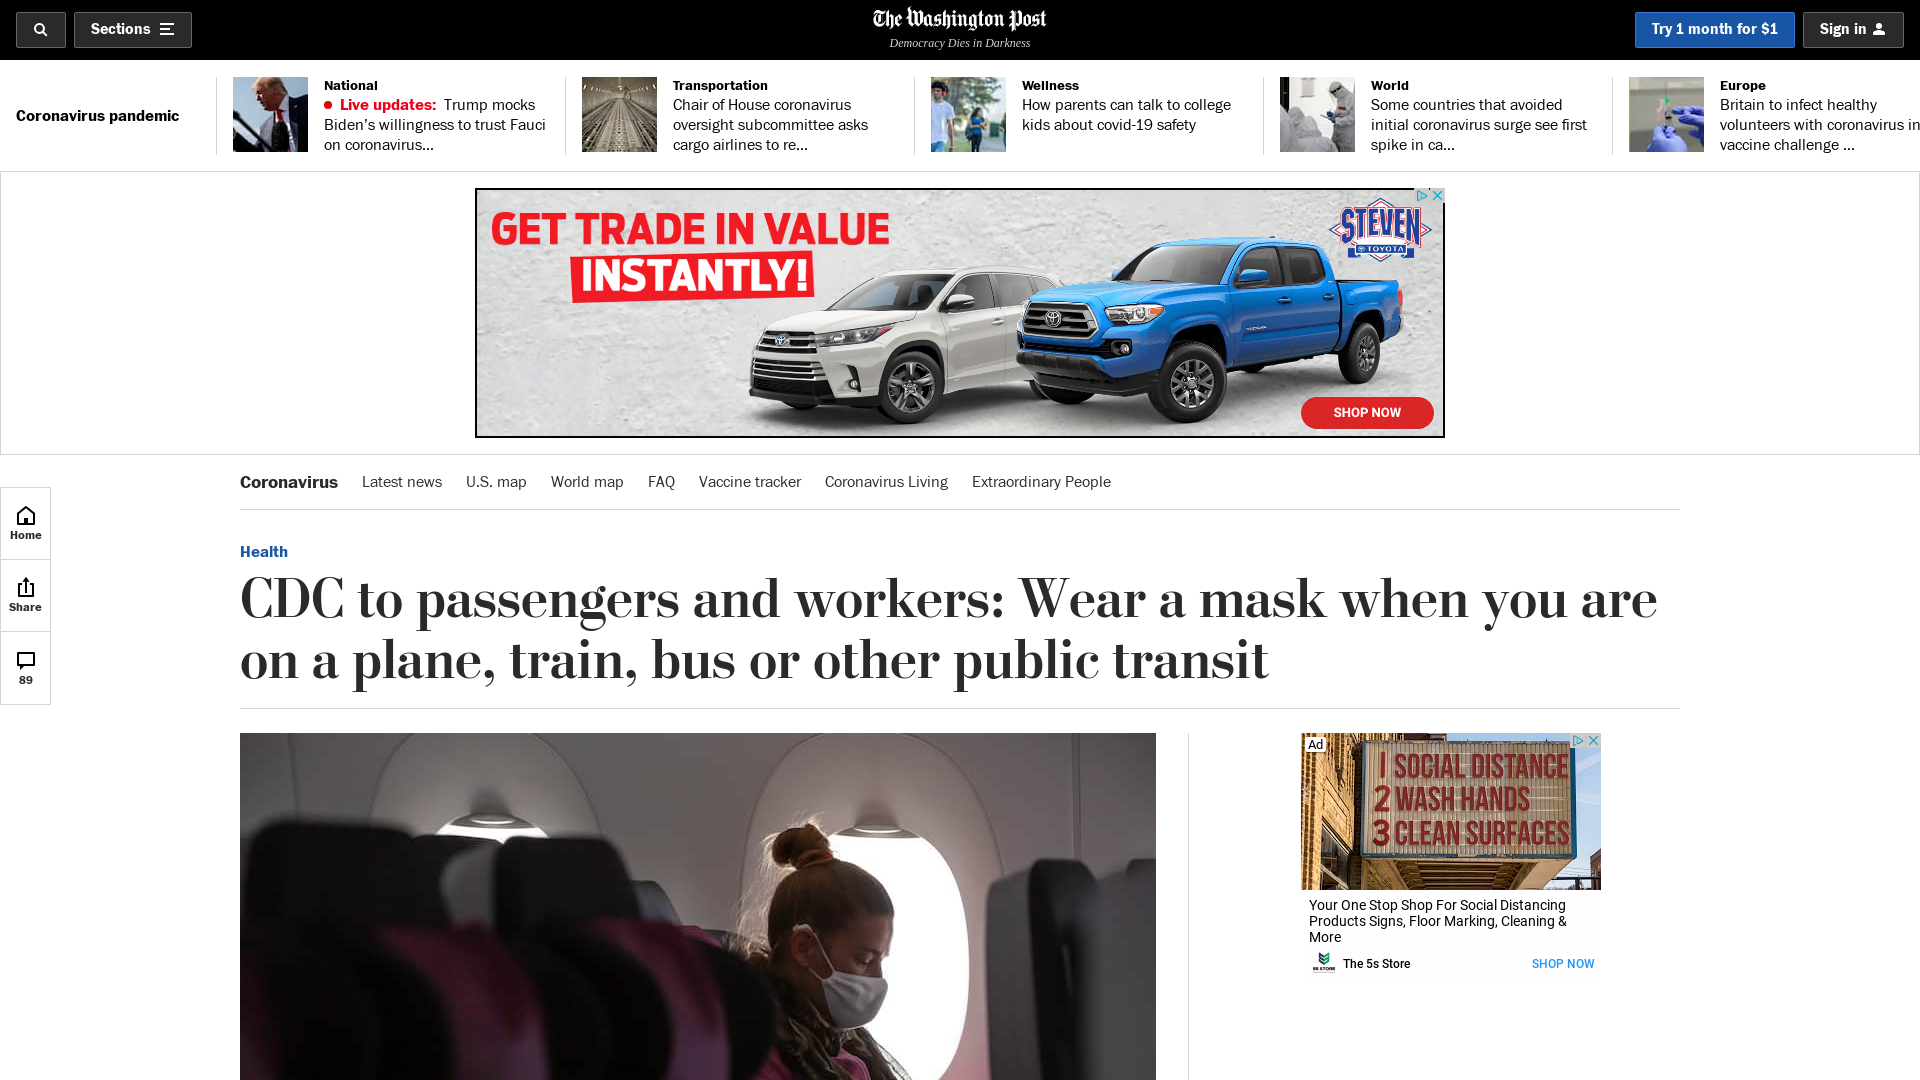 Sections
The Washington Post
Democracy Dies in Darkness
Try 1 month for $1
Sign in
Coronavirus pandemic
National
Live updates: Trump mocks
Biden’s willingness to trust Fauci
on coronavirus...
Transportation
Chair of House coronavirus
oversight subcommittee asks
cargo airlines to re...
Wellness
How parents can talk to college
kids about covid-19 safety
World
Some countries that avoided
initial coronavirus surge see first
spike in ca...
Europe
Britain to infect healthy
volunteers with coronavirus in
vaccine challenge ...
GET TRADE IN VALUE
INSTANTLY!
STEVEN
TOYOTA
SHOP NOW
Coronavirus Latest news U.S. map World map FAQ Vaccine tracker Coronavirus Living Extraordinary People
Home
Share
89
Health
CDC to passengers and workers: Wear a mask when you are
on a plane, train, bus or other public transit
Ad
1 SOCIAL DISTANCE
2 WASH HANDS
3 CLEAN SURFACES
Your One Stop Shop For Social Distancing
Products Signs, Floor Marking, Cleaning &
More
5S STORE
The 5s Store
SHOP NOW